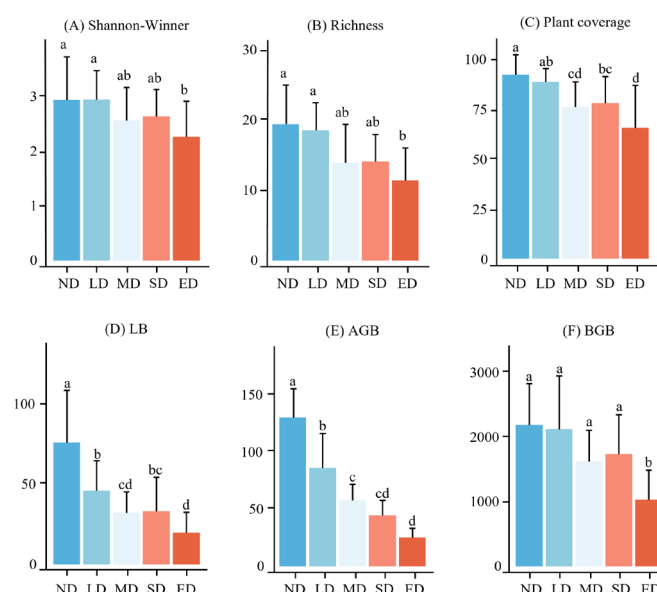 (A) Shannon-Winner
a a ab ab b
3
2
1
0
ND LD MD SD ED
(B) Richness
30
20
10
0
a a ab ab b
ND LD MD SD ED
(C) Plant coverage
100
75
50
25
0
a ab cd bc d
ND LD MD SD ED
(D) LB
100
50
0
a b cd bc d
ND LD MD SD ED
(E) AGB
150
100
50
0
a b c cd d
ND LD MD SD ED
(F) BGB
3000
2000
1000
0
a a a a b
ND LD MD SD ED